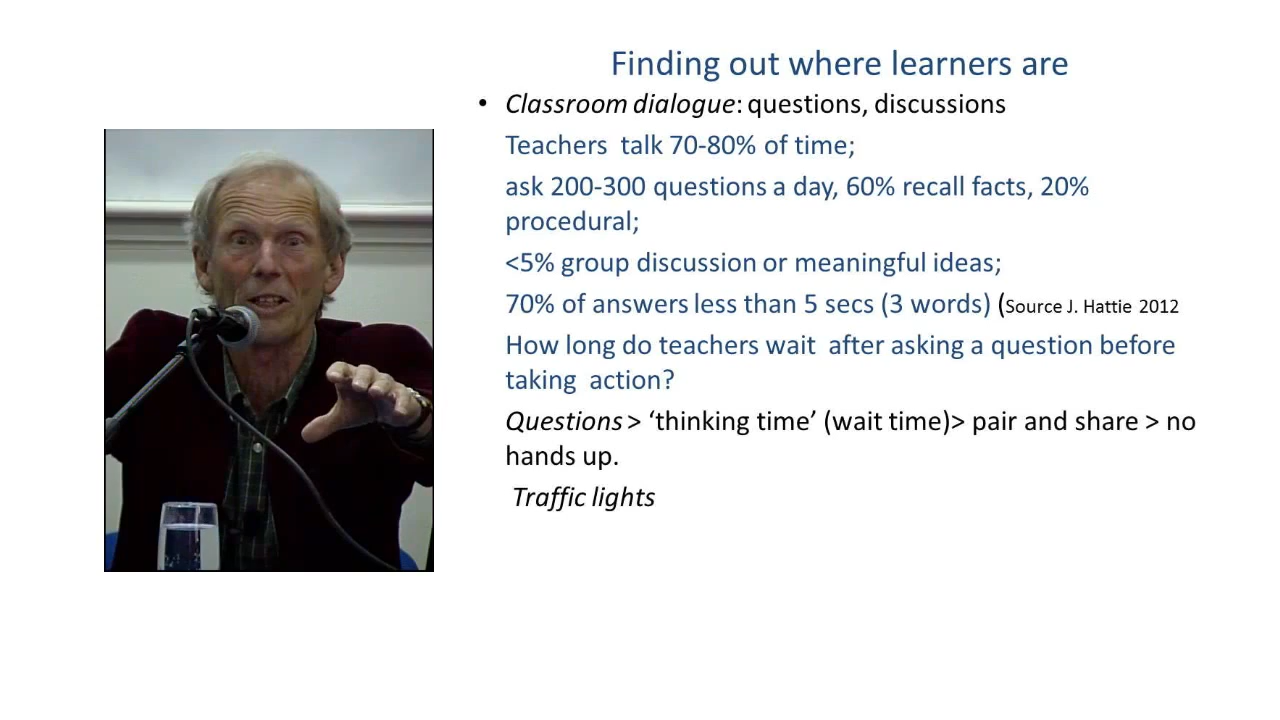 Finding out where learners are
• Classroom dialogue: questions, discussions
Teachers  talk 70-80% of time;
ask 200-300 questions a day, 60% recall facts, 20%
procedural;
<5% group discussion or meaningful ideas;
70% of answers less than 5 secs (3 words) (Source J. Hattie 2012
How long do teachers wait  after asking a question before
taking  action?
Questions > ‘thinking time’ (wait time)> pair and share > no
hands up.
Traffic lights